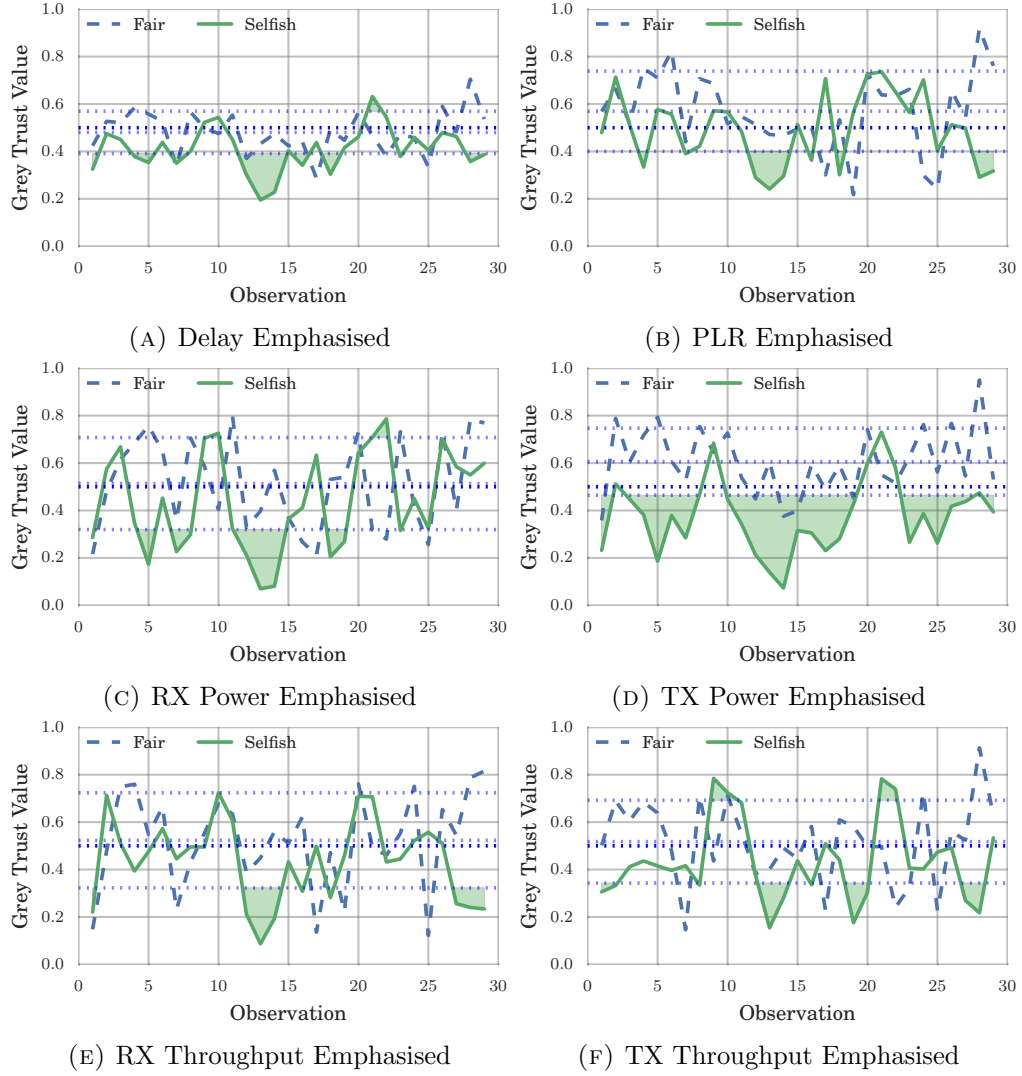 Fair Selfish
Grey Trust Value
1.0
0.8
0.6
0.4
0.2
0.0
0 5 10 15 20 25 30
Observation
(A) Delay Emphasised
Fair Selfish
Grey Trust Value
1.0
0.8
0.6
0.4
0.2
0.0
0 5 10 15 20 25 30
Observation
(B) PLR Emphasised
Fair Selfish
Grey Trust Value
1.0
0.8
0.6
0.4
0.2
0.0
0 5 10 15 20 25 30
Observation
(C) RX Power Emphasised
Fair Selfish
Grey Trust Value
1.0
0.8
0.6
0.4
0.2
0.0
0 5 10 15 20 25 30
Observation
(D) TX Power Emphasised
Fair Selfish
Grey Trust Value
1.0
0.8
0.6
0.4
0.2
0.0
0 5 10 15 20 25 30
Observation
(E) RX Throughput Emphasised
Fair Selfish
Grey Trust Value
1.0
0.8
0.6
0.4
0.2
0.0
0 5 10 15 20 25 30
Observation
(F) TX Throughput Emphasised